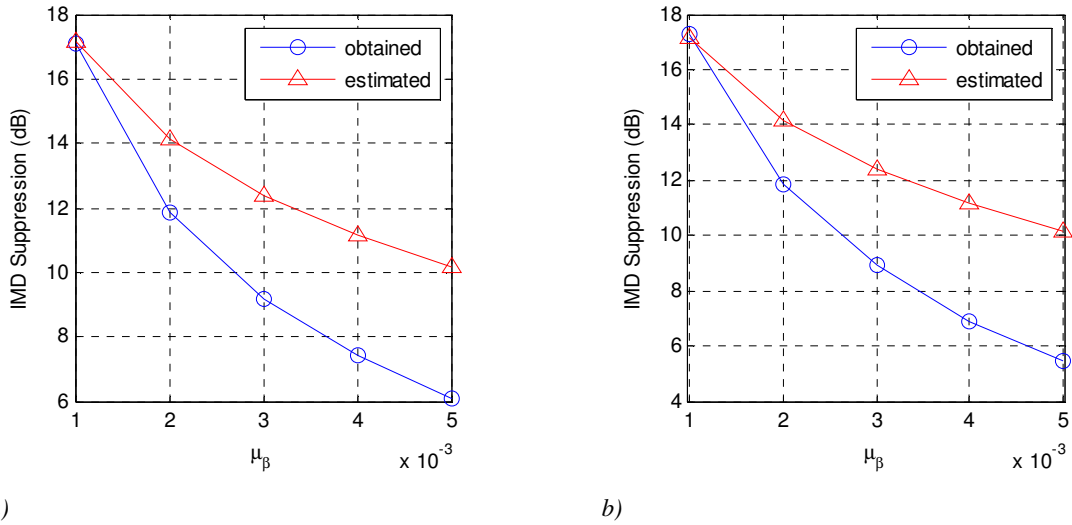 18
16
14
12
10
8
6
IMD Suppression (dB)
obtained
estimated
1 2 3 4 5
μβ
x 10-3
)
18
16
14
12
10
8
6
4
IMD Suppression (dB)
obtained
estimated
1 2 3 4 5
μβ
x 10-3
b)